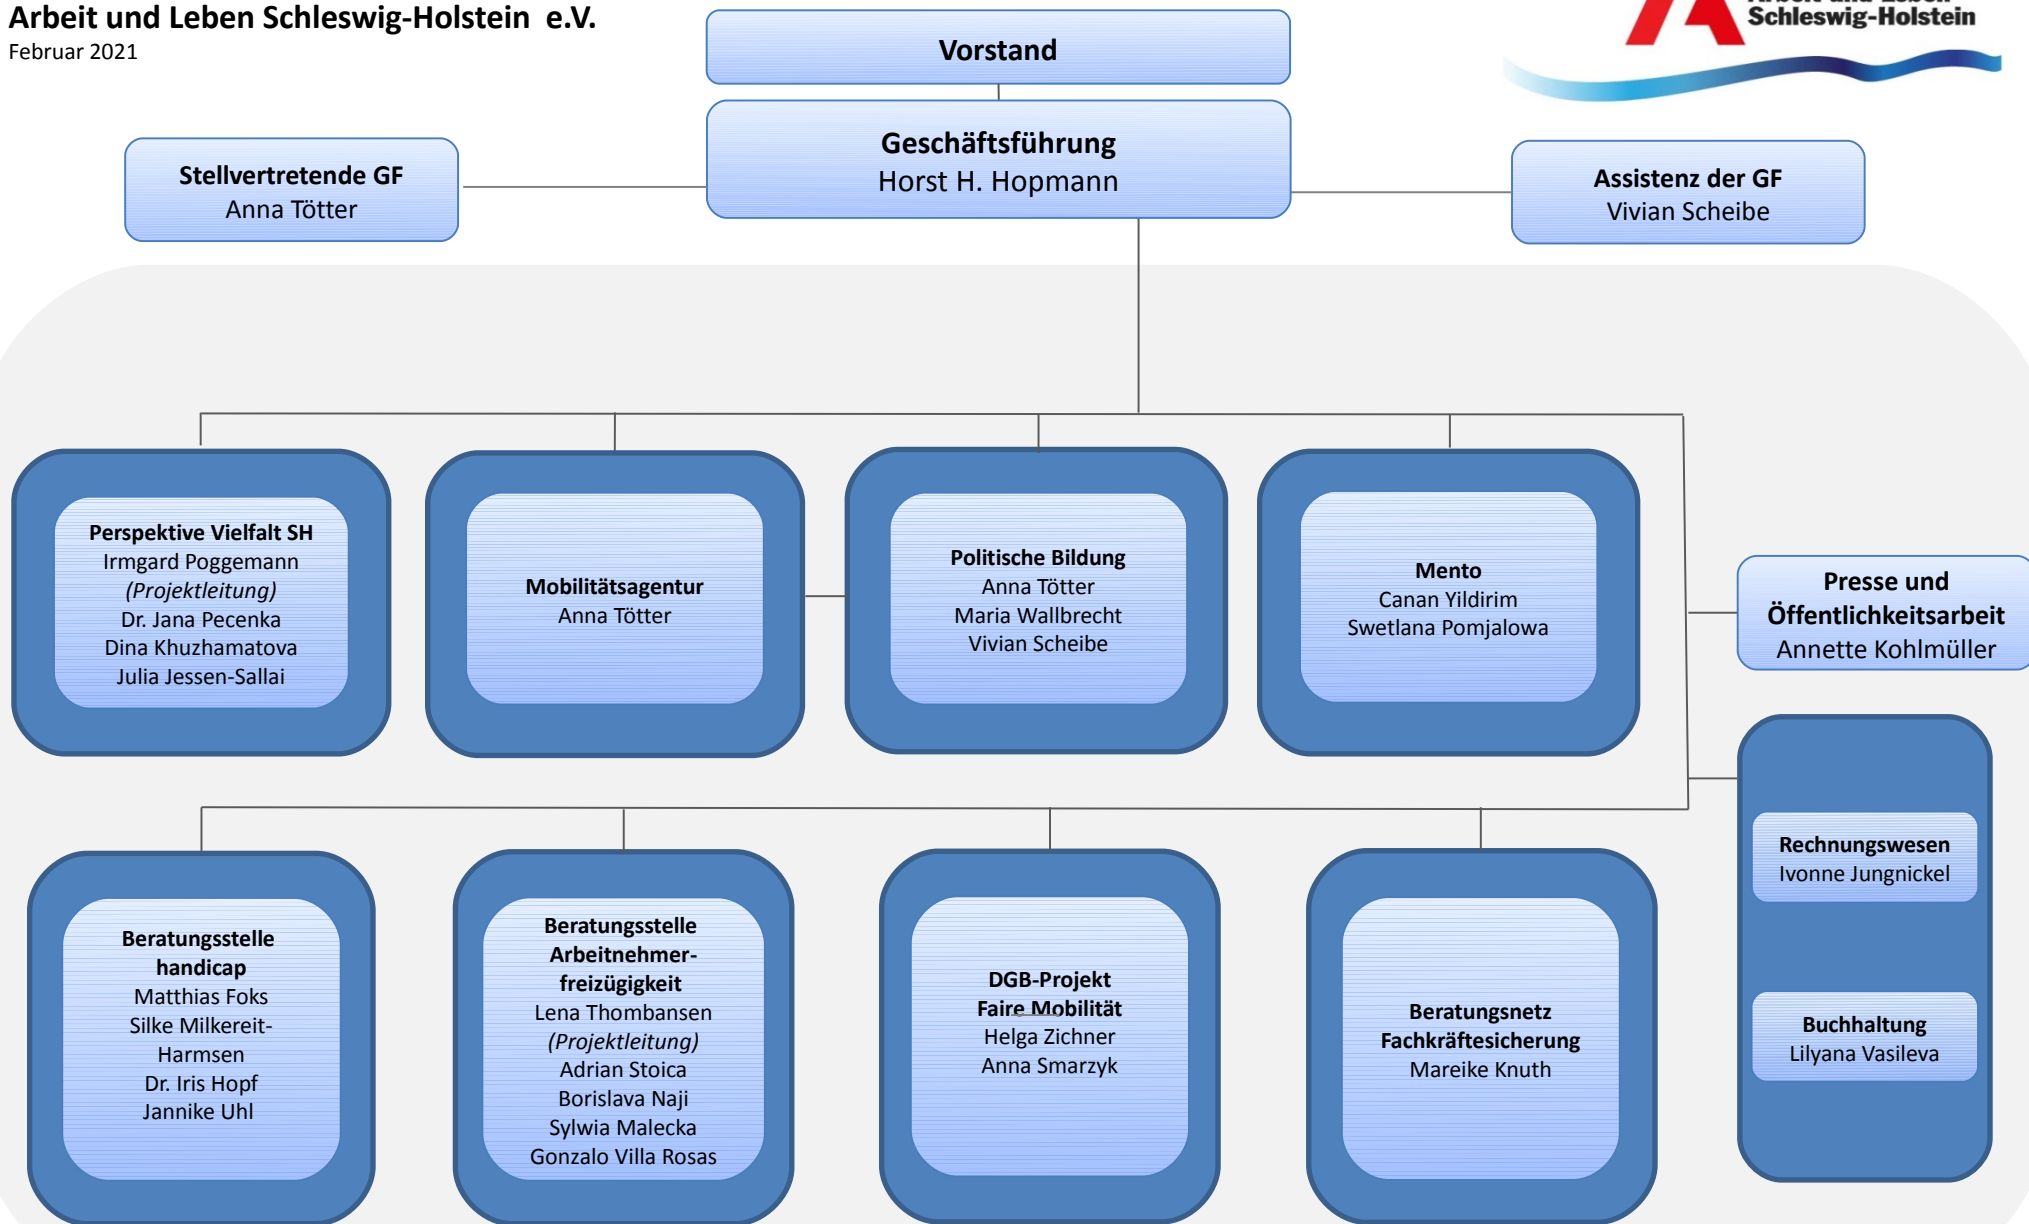 Arbeit und Leben Schleswig-Holstein e.V.
Februar 2021
Schleswig-Holstein
Vorstand
Geschäftsführung
Horst H. Hopmann
Stellvertretende GF
Anna Tötter
Assistenz der GF
Vivian Scheibe
Perspektive Vielfalt SH
Irmgard Poggemann
(Projektleitung)
Dr. Jana Pecenka
Dina Khuzhamatova
Julia Jessen-Sallai
Mobilitätsagentur
Anna Tötter
Politische Bildung
Anna Tötter
Maria Wallbrecht
Vivian Scheibe
Mento
Canan Yildirim
Swetlana Pomjalowa
Presse und
Öffentlichkeitsarbeit
Annette Kohlmüller
Beratungsstelle
handicap
Matthias Foks
Silke Milkereit-
Harmsen
Dr. Iris Hopf
Jannike Uhl
Beratungsstelle
Arbeitnehmer-
freizügigkeit
Lena Thombansen
(Projektleitung)
Adrian Stoica
Borislava Naji
Sylwia Malecka
Gonzalo Villa Rosas
DGB-Projekt
Faire Mobilität
Helga Zichner
Anna Smarzyk
Beratungsnetz
Fachkräftesicherung
Mareike Knuth
Rechnungswesen
Ivonne Jungnickel
Buchhaltung
Lilyana Vasileva